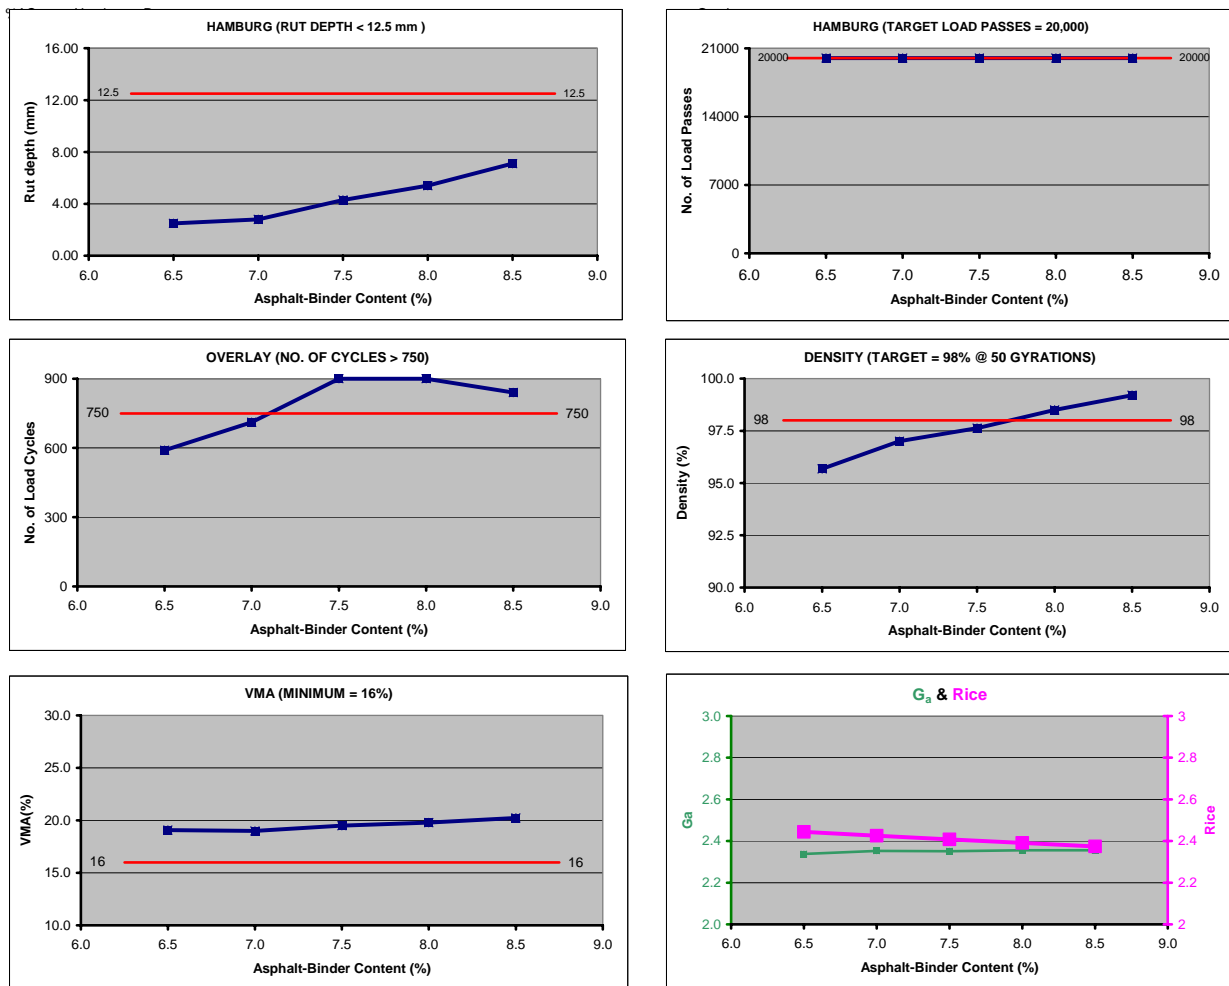 HAMBURG (RUT DEPTH < 12.5 mm )
16.00
12.00
8.00
4.00
0.00
12.5
12.5
Rut depth (mm)
6.0 6.5 7.0 7.5 8.0 8.5 9.0
Asphalt-Binder Content (%)
HAMBURG (TARGET LOAD PASSES = 20,000)
21000
14000
7000
0
20000
20000
No. of Load Passes
6.0 6.5 7.0 7.5 8.0 8.5 9.0
Asphalt-Binder Content (%)
OVERLAY (NO. OF CYCLES > 750)
900
600
300
0
750
750
No. of Load Cycles
6.0 6.5 7.0 7.5 8.0 8.5 9.0
Asphalt-Binder Content (%)
DENSITY (TARGET = 98% @ 50 GYRATIONS)
100.0
97.5
95.0
92.5
90.0
98
98
Density (%)
6.0 6.5 7.0 7.5 8.0 8.5 9.0
Asphalt-Binder Content (%)
VMA (MINIMUM = 16%)
30.0
25.0
20.0
15.0
10.0
16
16
VMA(%)
6.0 6.5 7.0 7.5 8.0 8.5 9.0
Asphalt-Binder Content (%)
Ga & Rice
3.0
2.8
2.6
2.4
2.2
2.0
Ga
3
2.8
2.6
2.4
2.2
2
Rice
6.0 6.5 7.0 7.5 8.0 8.5 9.0
Asphalt-Binder Content (%)